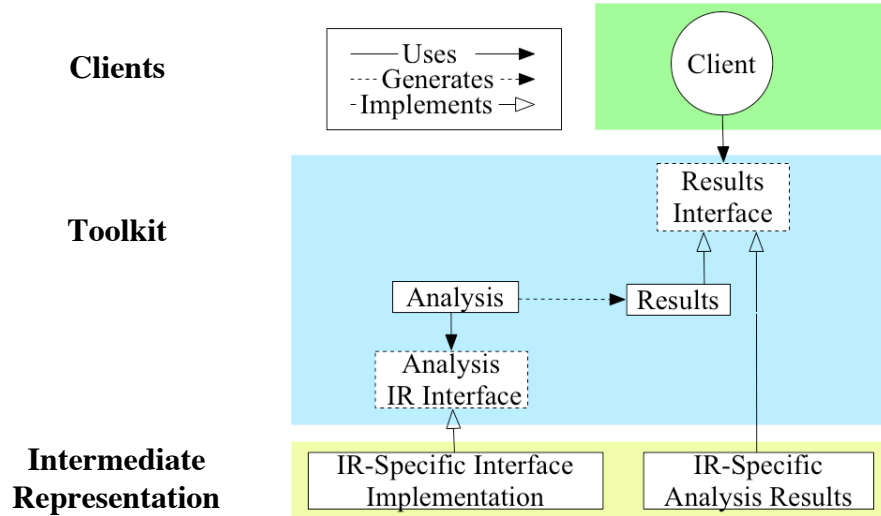 Clients
Uses
Generates
Implements
Client
Toolkit
Results
Interface
Analysis
Results
Analysis
IR Interface
Intermediate
Representation
IR-Specific Interface
Implementation
IR-Specific
Analysis Results